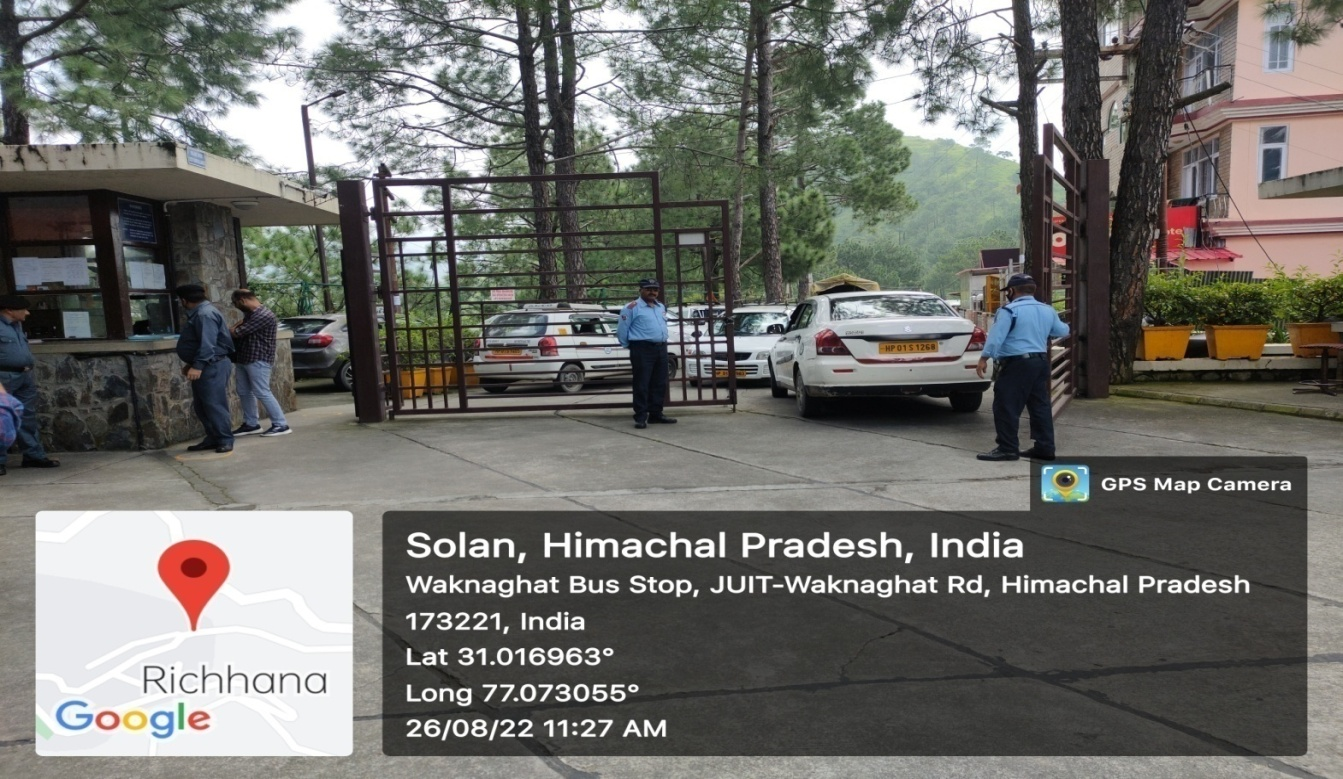 HP 01 S 1268
GPS Map Camera
Solan, Himachal Pradesh, India
Waknaghat Bus Stop, JUIT-Waknaghat Rd, Himachal Pradesh
173221, India
Lat 31.016963°
Long 77.073055°
26/08/22 11:27 AM
Richhana
Google